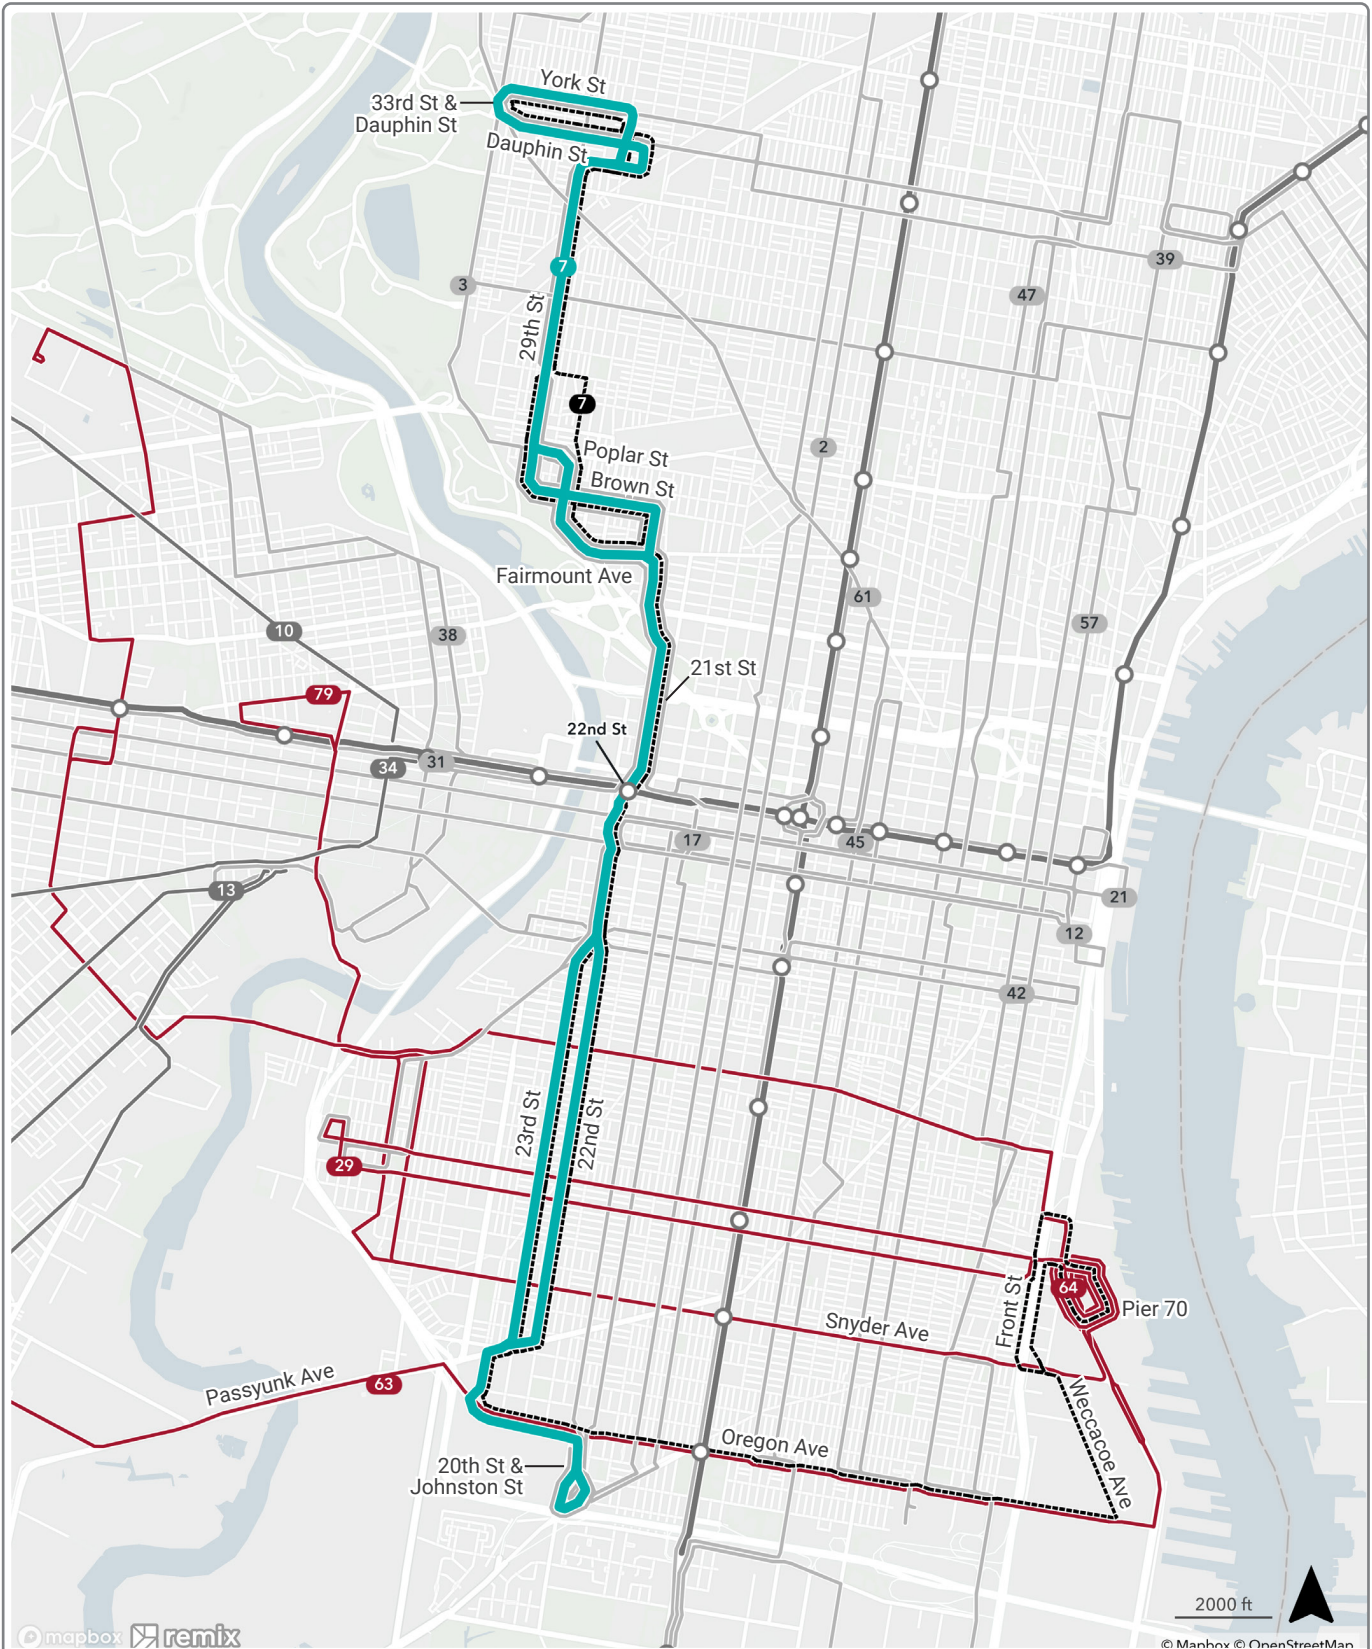 York St
33rd St &
Dauphin St
Dauphin St
7
39
3
47
29th St
7
2
Poplar St
Brown St
Fairmount Ave
61
57
10
38
21st St
79
22nd St
31
34
17
45
13
21
12
42
23rd St
22nd St
29
64
Pier 70
Front St
Snyder Ave
Passyunk Ave
63
Weccacoe Ave
Oregon Ave
20th St &
Johnston St
2000 ft
mapbox remix
© Mapbox © OpenStreetMap